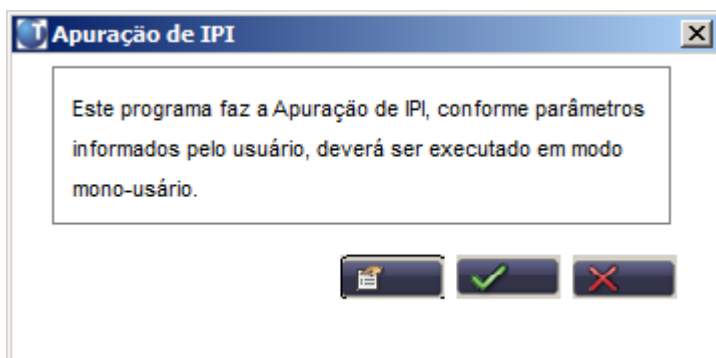 Apuração de IPI
Este programa faz a Apuração de IPI, conforme parâmetros
informados pelo usuário, deverá ser executado em modo
mono-usário.